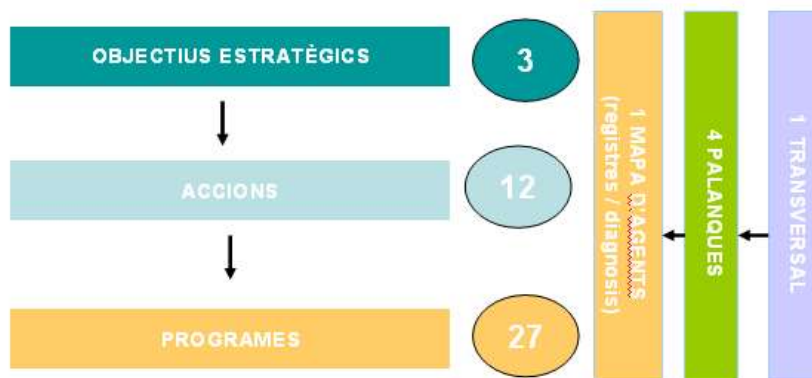 OBJECTIUS ESTRATÈGICS
3
ACCIONS
12
PROGRAMES
27
1 MAPA D'AGENTS
(registres / diagnosis)
4 PALANQUES
1 TRANSVERSAL